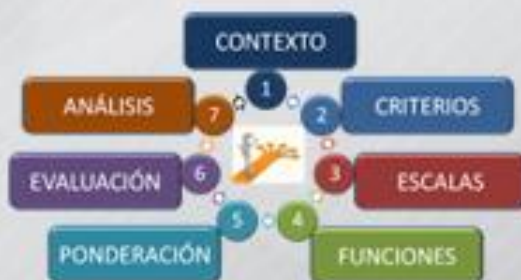 CONTEXTO
1
CRITERIOS
2
ESCALAS
3
FUNCIONES
4
PONDERACIÓN
5
EVALUACIÓN
6
ANÁLISIS
7